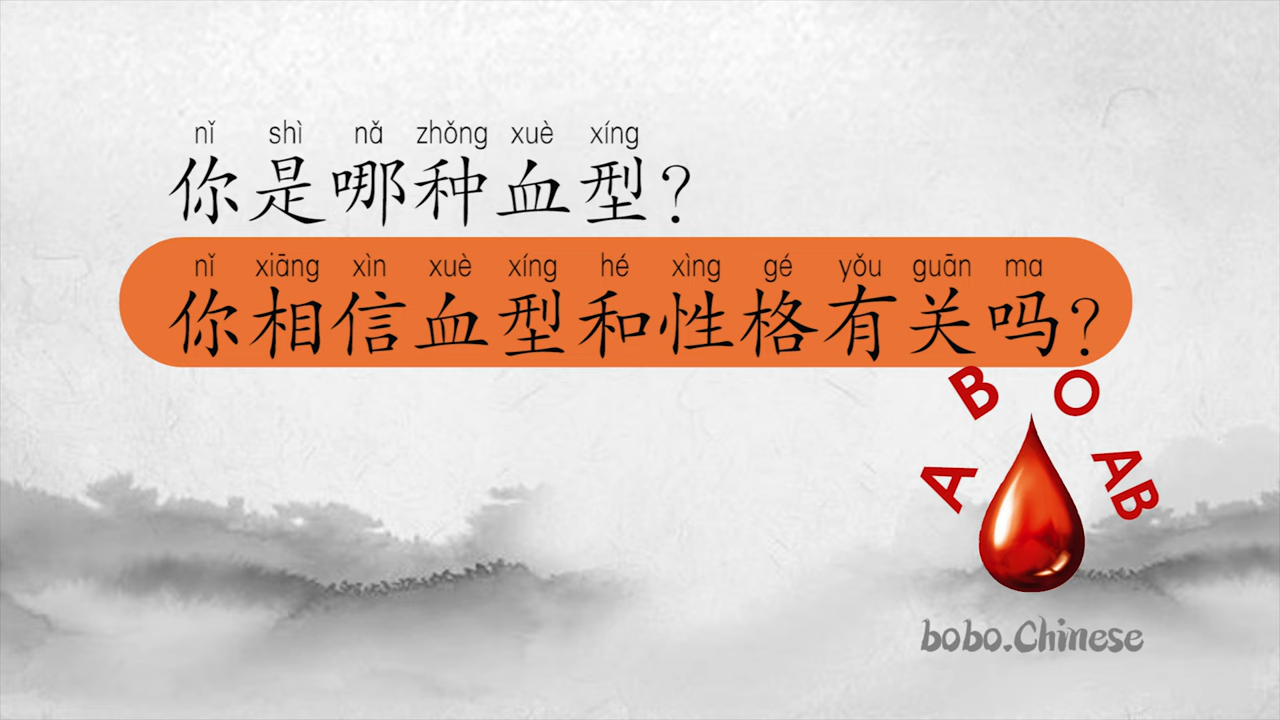 nǐ shì nǎ zhǒng xuè xíng
你是哪种血型？
nǐ xiāng xìn xuè xíng hé xìng gé yǒu guān ma
你相信血型和性格有关吗？
A B O AB
bobo.Chinese